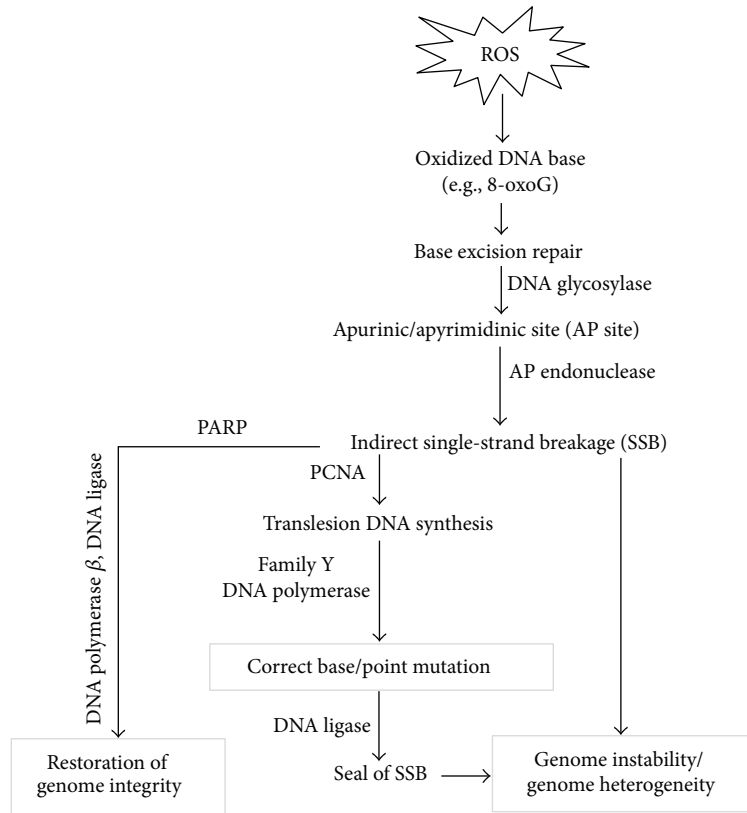 ROS
Oxidized DNA base
(e.g., 8-oxoG)
Base excision repair
DNA glycosylase
Apurinic/apyrimidinic site (AP site)
AP endonuclease
PARP
Indirect single-strand breakage (SSB)
PCNA
DNA polymerase β, DNA ligase
Translesion DNA synthesis
Family Y
DNA polymerase
Correct base/point mutation
DNA ligase
Restoration of
genome integrity
Seal of SSB
Genome instability/
genome heterogeneity